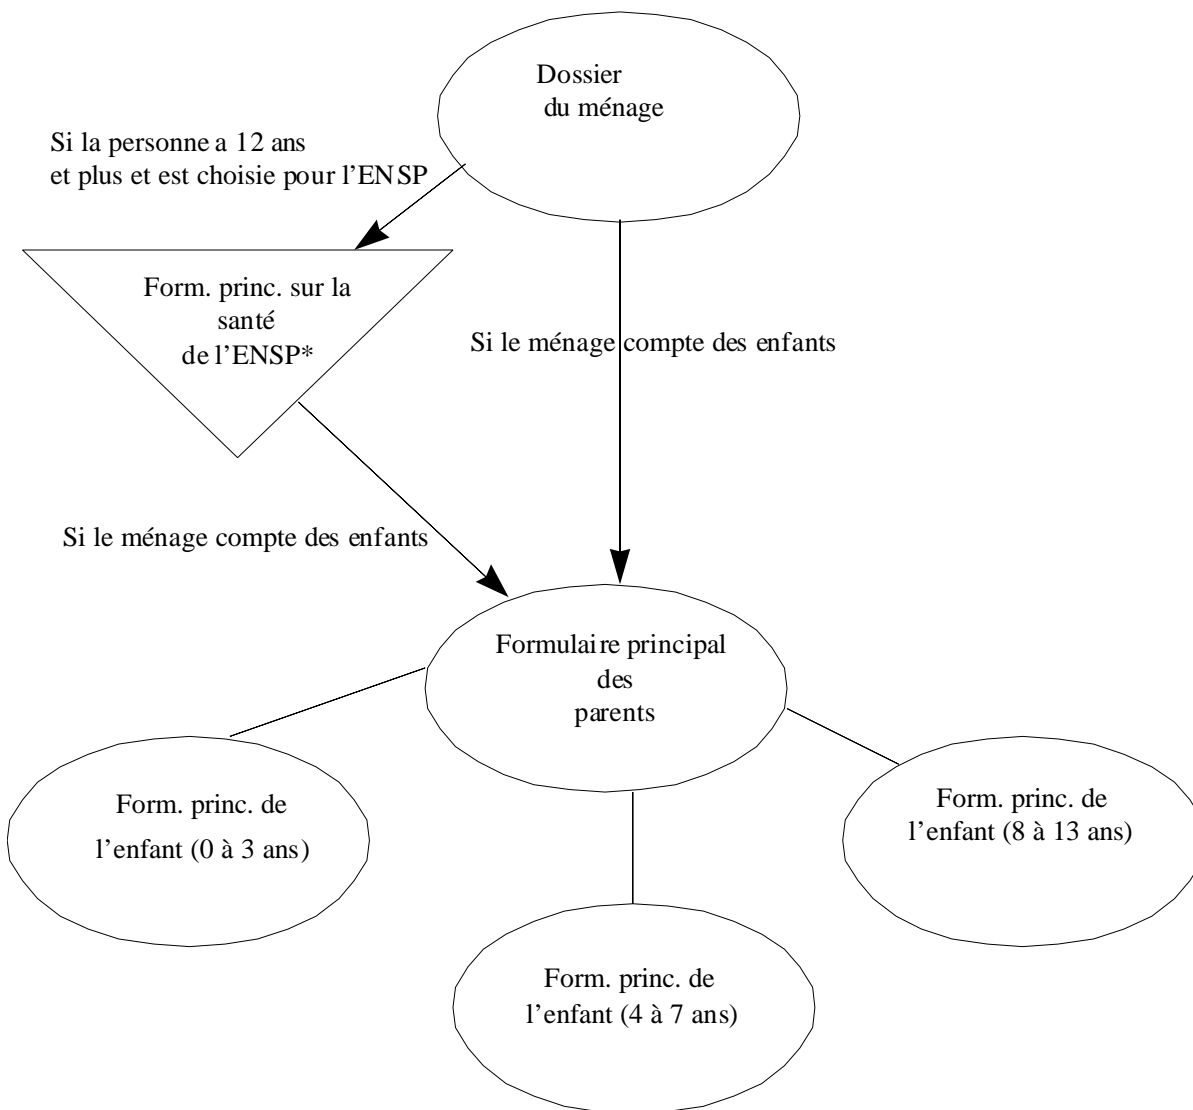 Dossier
du ménage
Si la personne a 12 ans
et plus et est choisie pour l’ENSP
Form. princ. sur la
santé
de l’ENSP*
Si le ménage compte des enfants
Si le ménage compte des enfants
Formulaire principal
des
parents
Form. princ. de
l’enfant (0 à 3 ans)
Form. princ. de
l’enfant (8 à 13 ans)
Form. princ. de
l’enfant (4 à 7 ans)